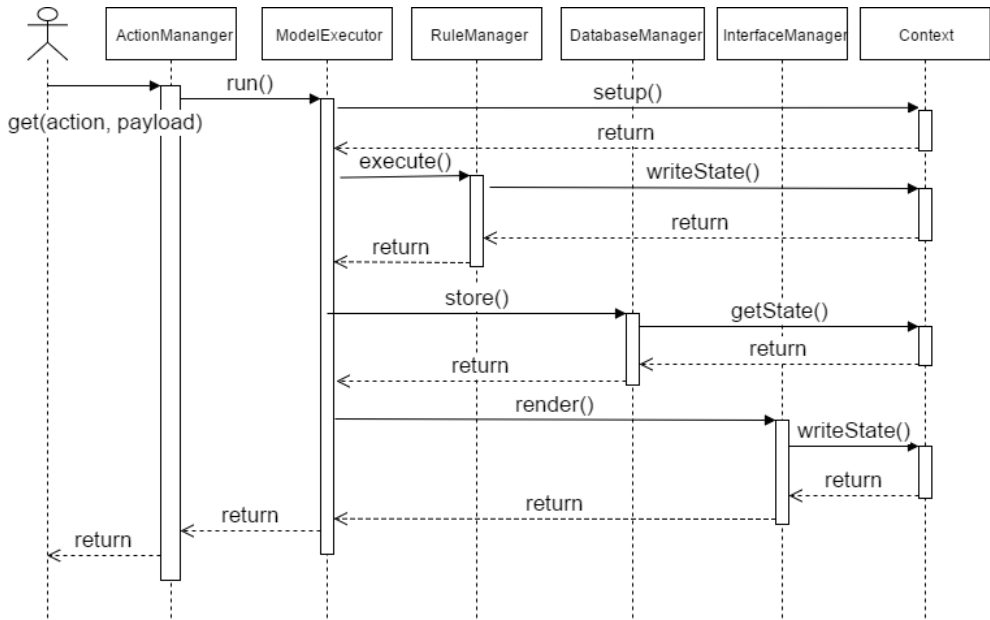 ActionMananger
ModelExecutor
RuleManager
DatabaseManager
InterfaceManager
Context
run()
setup()
get(action, payload)
return
execute()
writeState()
return
return
store()
getState()
return
return
render()
writeState()
return
return
return
return